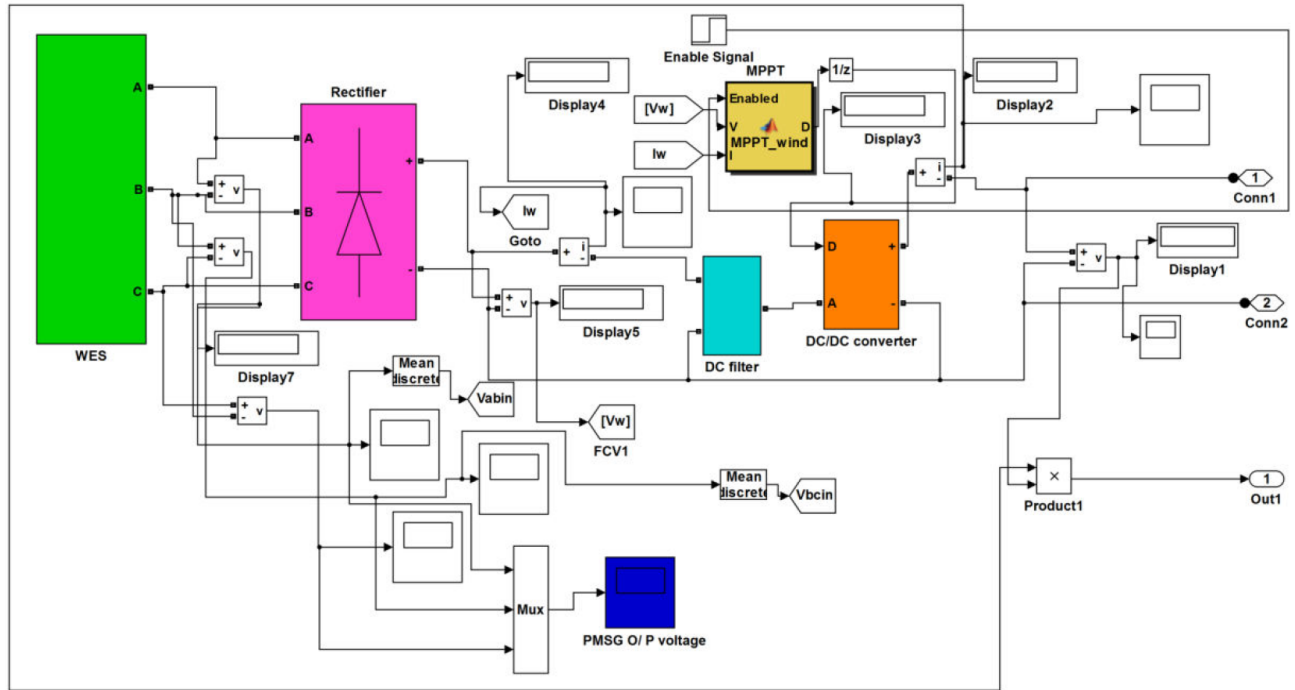 Enable Signal
MPPT
1/z
Display4
Display2
A
Rectifier
[Vw]
Enabled
V
D
MPPT_wind
I
Display3
Iw
A
+
i
+
-
1
Conn1
B
+
-
v
B
Iw
Goto
+
i
-
D
+
+
-
v
Display1
+
-
v
-
C
C
+
-
v
Display5
A
-
2
Conn2
WES
DC filter
DC/DC converter
Display7
Mean
discrete
Vabin
+
-
v
[Vw]
FCV1
Mean
discrete
Vbcin
×
Product1
1
Out1
Mux
PMSG O/ P voltage